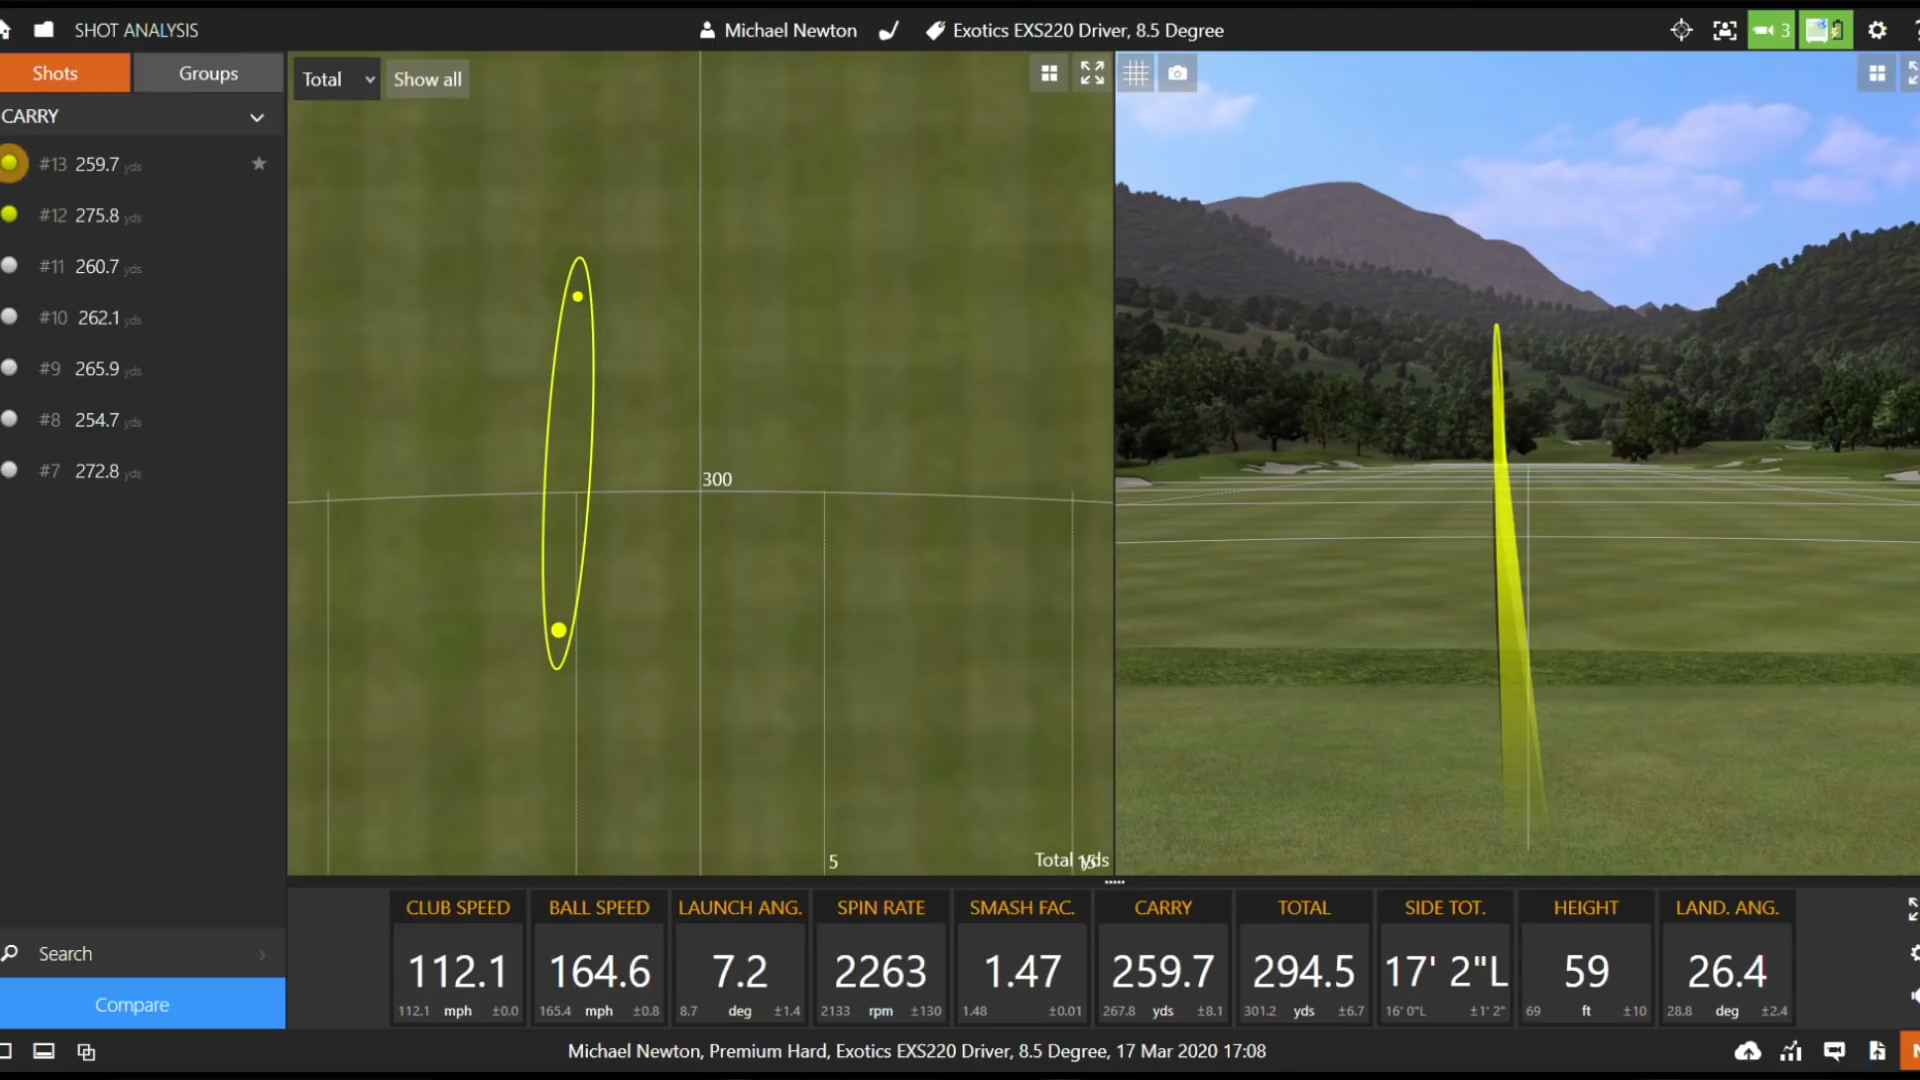 SHOT ANALYSIS
Michael Newton
Exotics EXS220 Driver, 8.5 Degree
3
Shots
Groups
Total
Show all
CARRY
#13 259.7 yds
#12 275.8 yds
#11 260.7 yds
#10 262.1 yds
#9 265.9 yds
#8 254.7 yds
#7 272.8 yds
300
5
Total yds
15
CLUB SPEED
BALL SPEED
LAUNCH ANG.
SPIN RATE
SMASH FAC.
CARRY
TOTAL
SIDE TOT.
HEIGHT
LAND. ANG.
112.1
164.6
7.2
2263
1.47
259.7
294.5
17' 2"L
59
26.4
112.1 mph ±0.0
165.4 mph ±0.8
8.7 deg ±1.4
2133 rpm ±130
1.48 ±0.01
267.8 yds ±8.1
301.2 yds ±6.7
16' 0"L ±1' 2"
69 ft ±10
28.8 deg ±2.4
Search
Compare
Michael Newton, Premium Hard, Exotics EXS220 Driver, 8.5 Degree, 17 Mar 2020 17:08